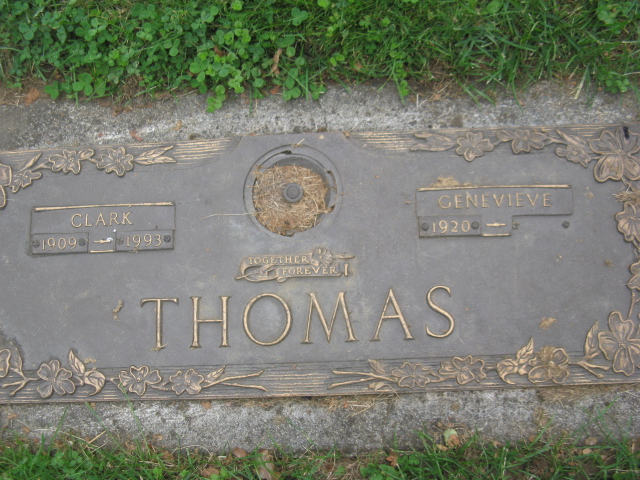 CLARK
1909 - 1993
GENEVIEVE
1920 -
TOGETHER
FOREVER
THOMAS